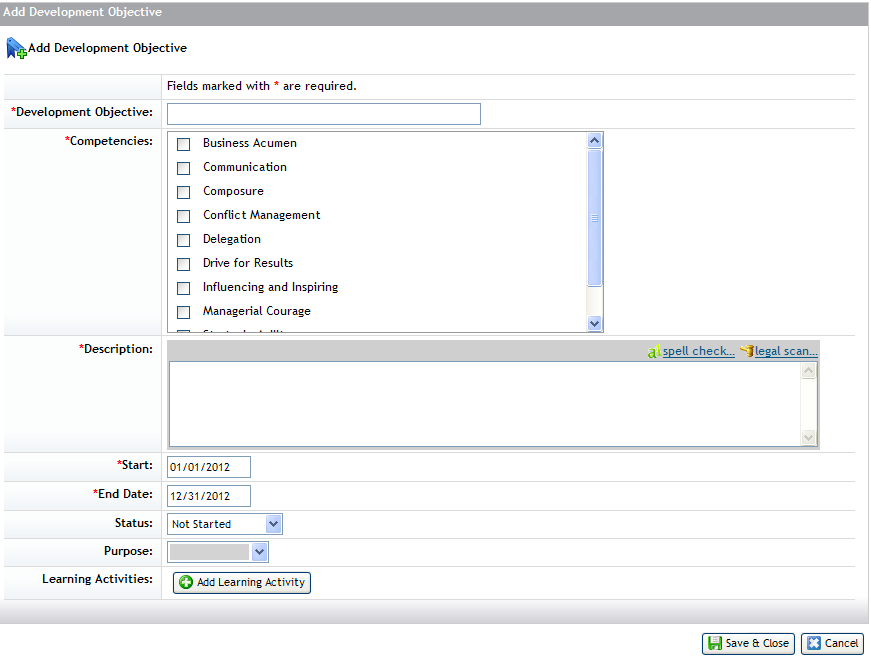 Add Development Objective
Add Development Objective
Fields marked with * are required.
*Development Objective:
*Competencies:
Business Acumen
Communication
Composure
Conflict Management
Delegation
Drive for Results
Influencing and Inspiring
Managerial Courage
*Description:
spell check... legal scan...
*Start: 01/01/2012
*End Date: 12/31/2012
Status: Not Started
Purpose:
Learning Activities: Add Learning Activity
Save & Close Cancel